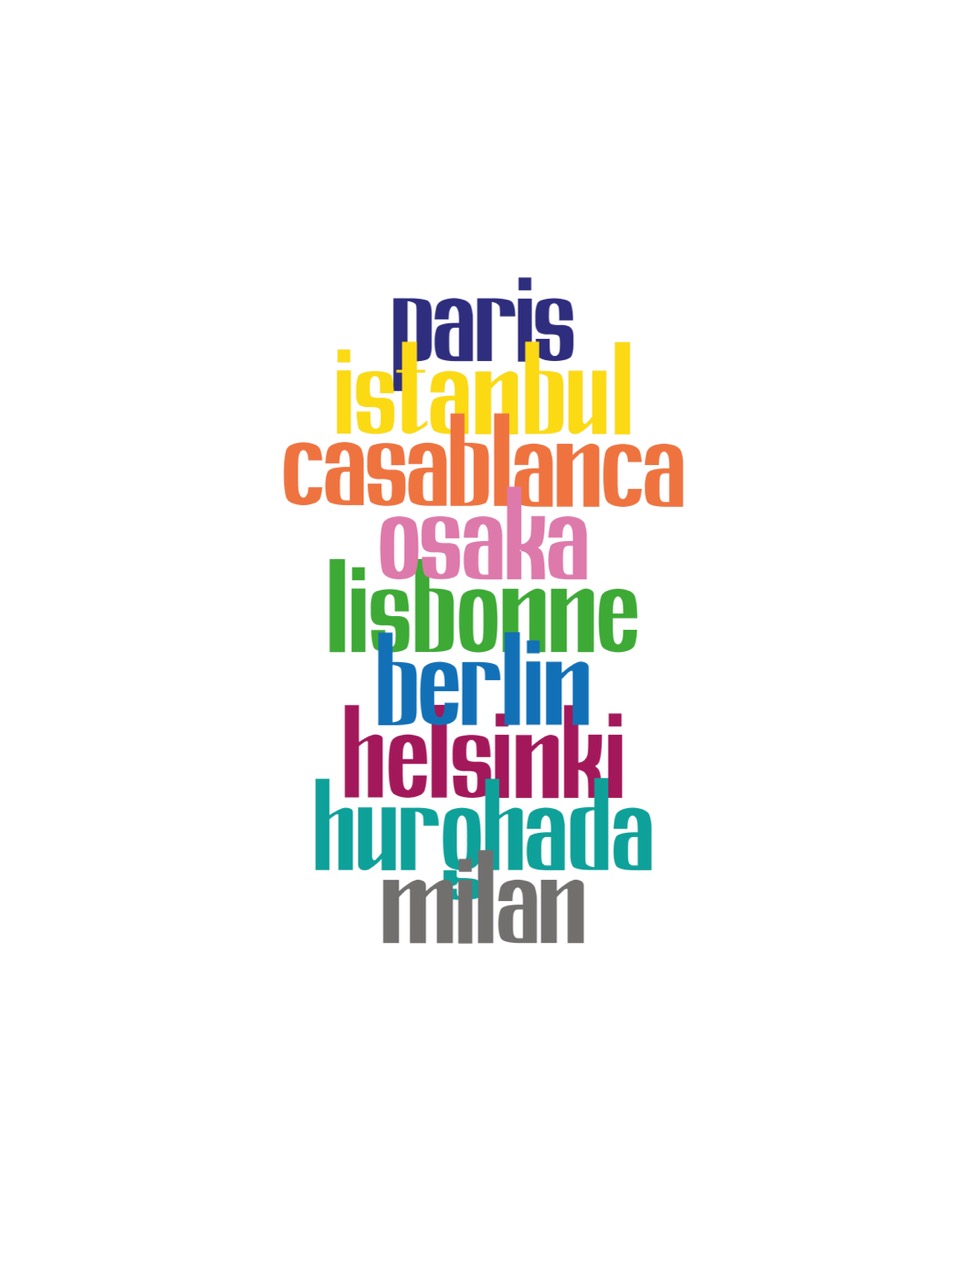 paris
istanbul
casablanca
osaka
lisbonne
berlin
helsinki
hurghada
milan